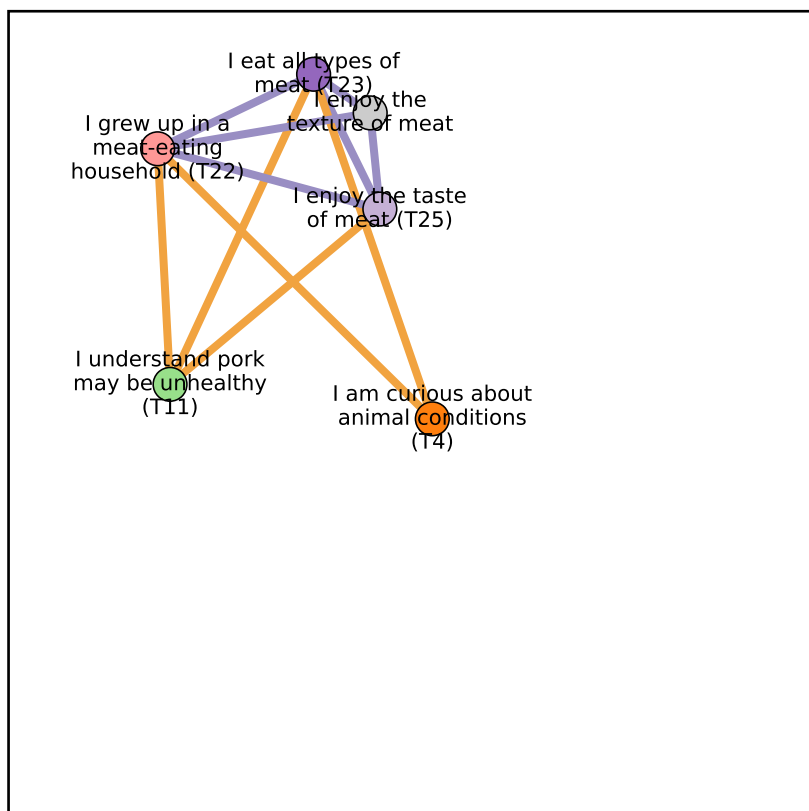 I eat all types of
meat (T23)
I enjoy the
texture of meat
I grew up in a
meat-eating
household (T22)
I enjoy the taste
of meat (T25)
I understand pork
may be unhealthy
(T11)
I am curious about
animal conditions
(T4)